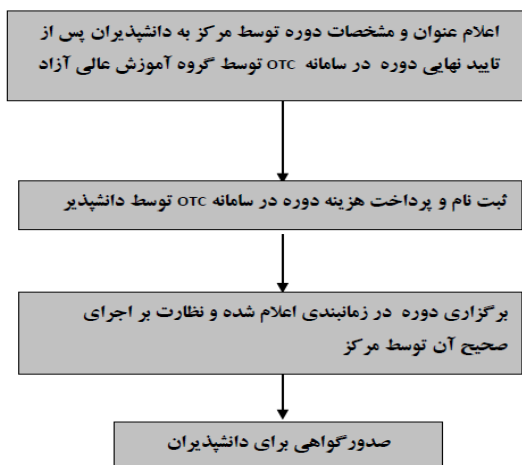 اعلام عنوان و مشخصات دوره توسط مرکز به دانشپذیران پس از
تایید نهایی دوره در سامانه OTC توسط گروه آموزش عالی آزاد
ثبت نام و پرداخت هزینه دوره در سامانه OTC توسط دانشپذیر
برگزاری دوره در زمانبندی اعلام شده و نظارت بر اجرای
صحیح آن توسط مرکز
صدورگواهی برای دانشپذیران